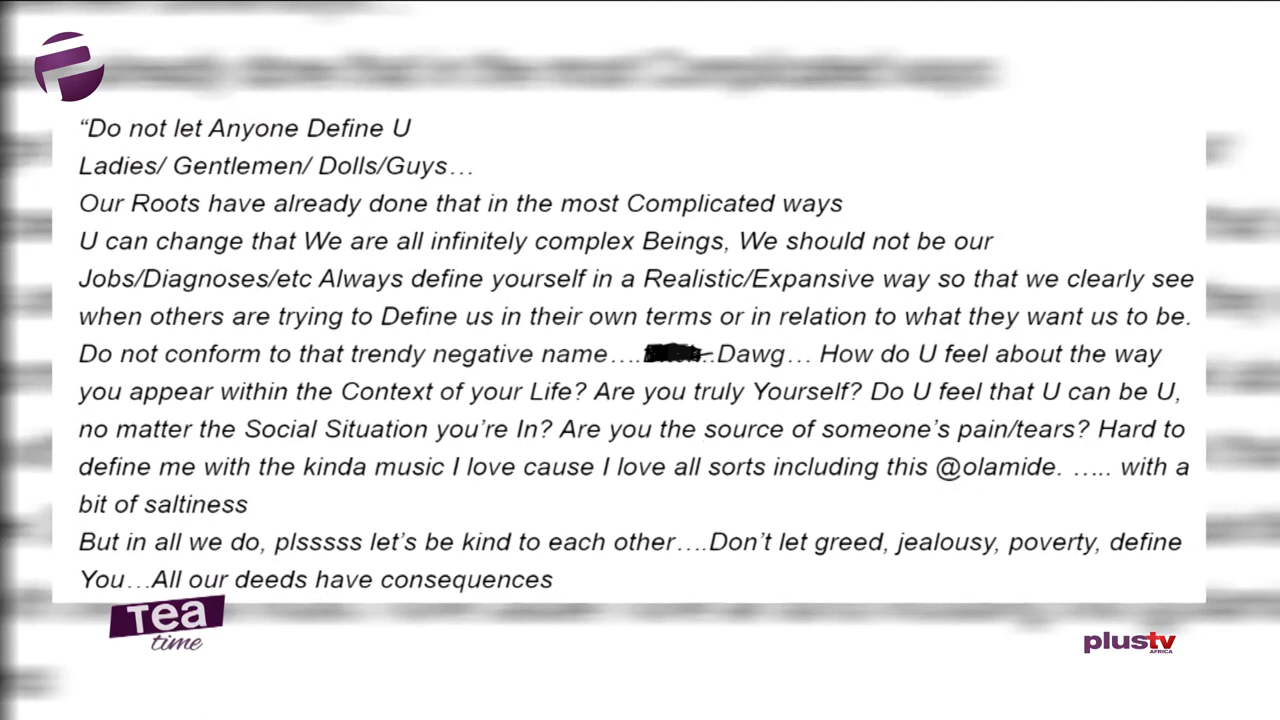 “Do not let Anyone Define U
Ladies/ Gentlemen/ Dolls/Guys…
Our Roots have already done that in the most Complicated ways
U can change that We are all infinitely complex Beings, We should not be our
Jobs/Diagnoses/etc Always define yourself in a Realistic/Expansive way so that we clearly see
when others are trying to Define us in their own terms or in relation to what they want us to be.
Do not conform to that trendy negative name…. ..Dawg… How do U feel about the way
you appear within the Context of your Life? Are you truly Yourself? Do U feel that U can be U,
no matter the Social Situation you’re In? Are you the source of someone’s pain/tears? Hard to
define me with the kinda music I love cause I love all sorts including this @olamide. ….. with a
bit of saltiness
But in all we do, plsssss let’s be kind to each other….Don’t let greed, jealousy, poverty, define
You…All our deeds have consequences
Tea
time
plustv
AFRICA